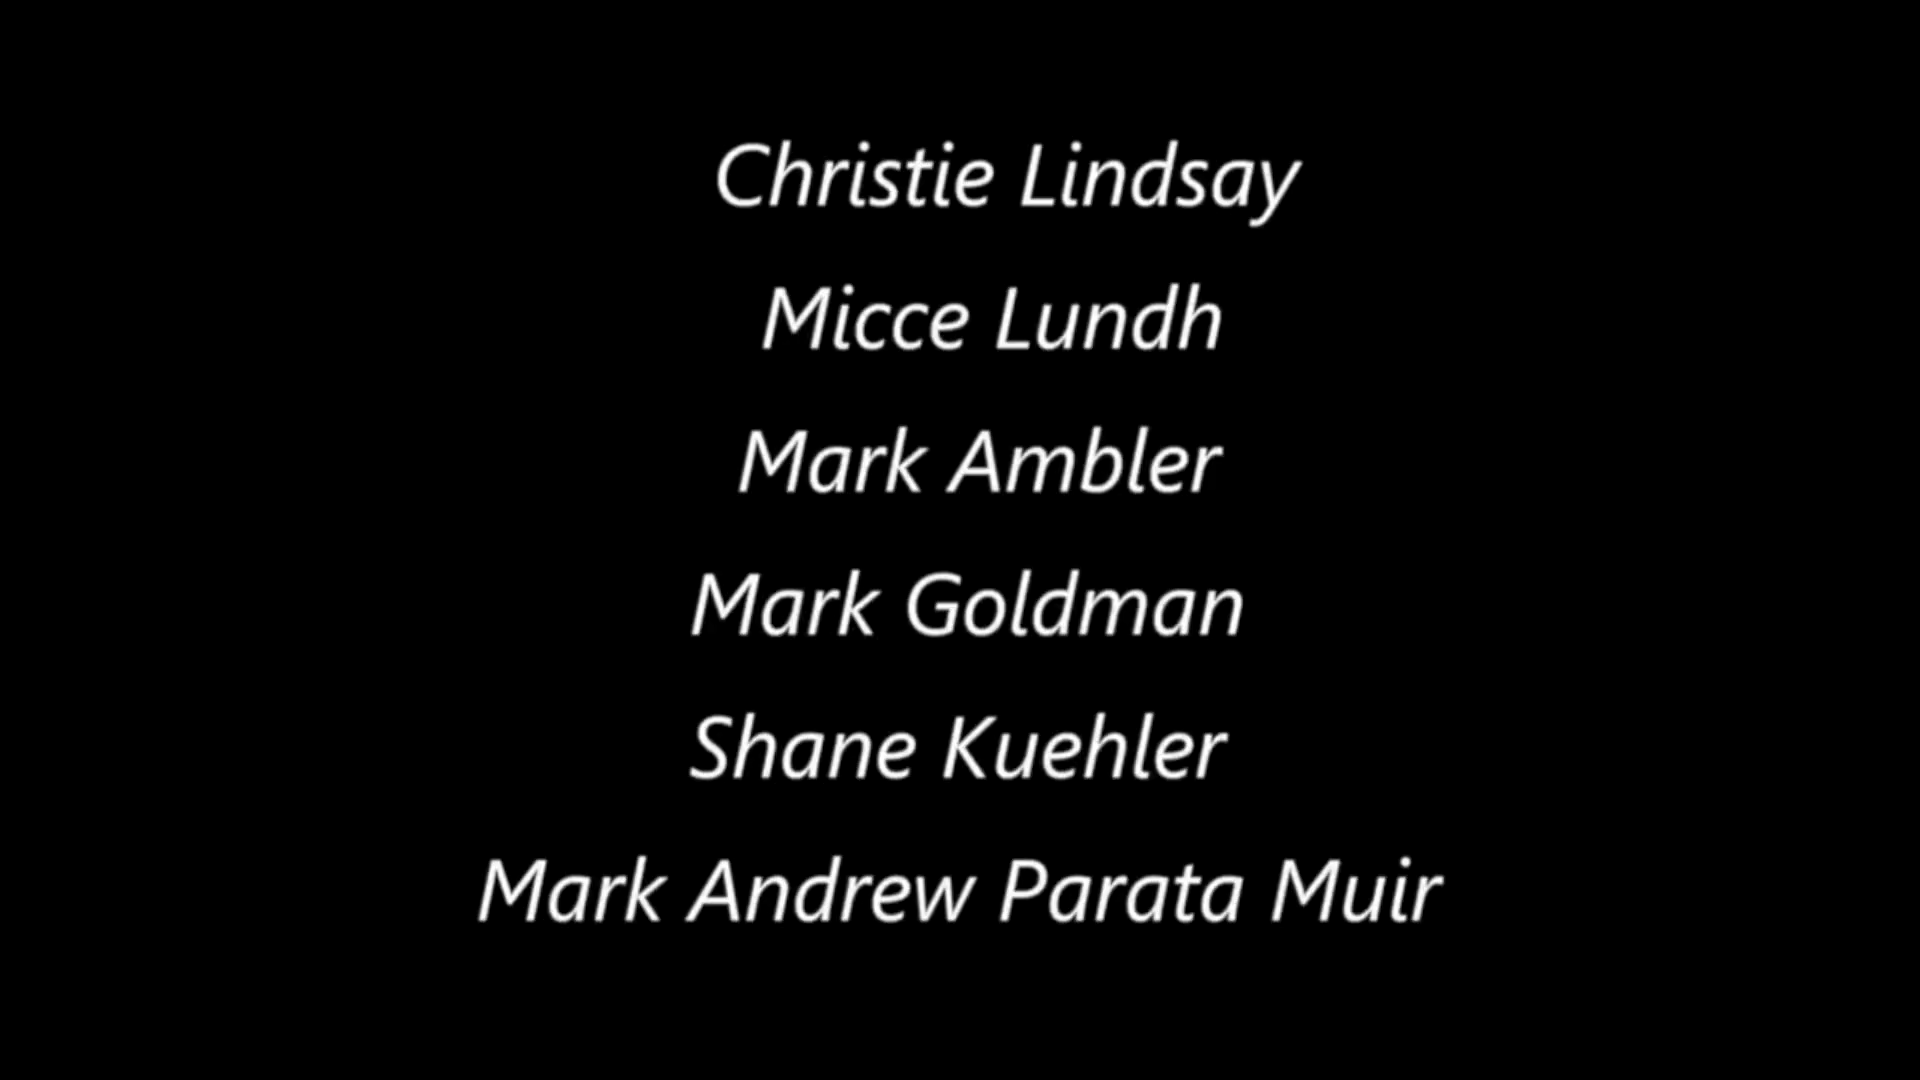 Christie Lindsay
Micce Lundh
Mark Ambler
Mark Goldman
Shane Kuehler
Mark Andrew Parata Muir